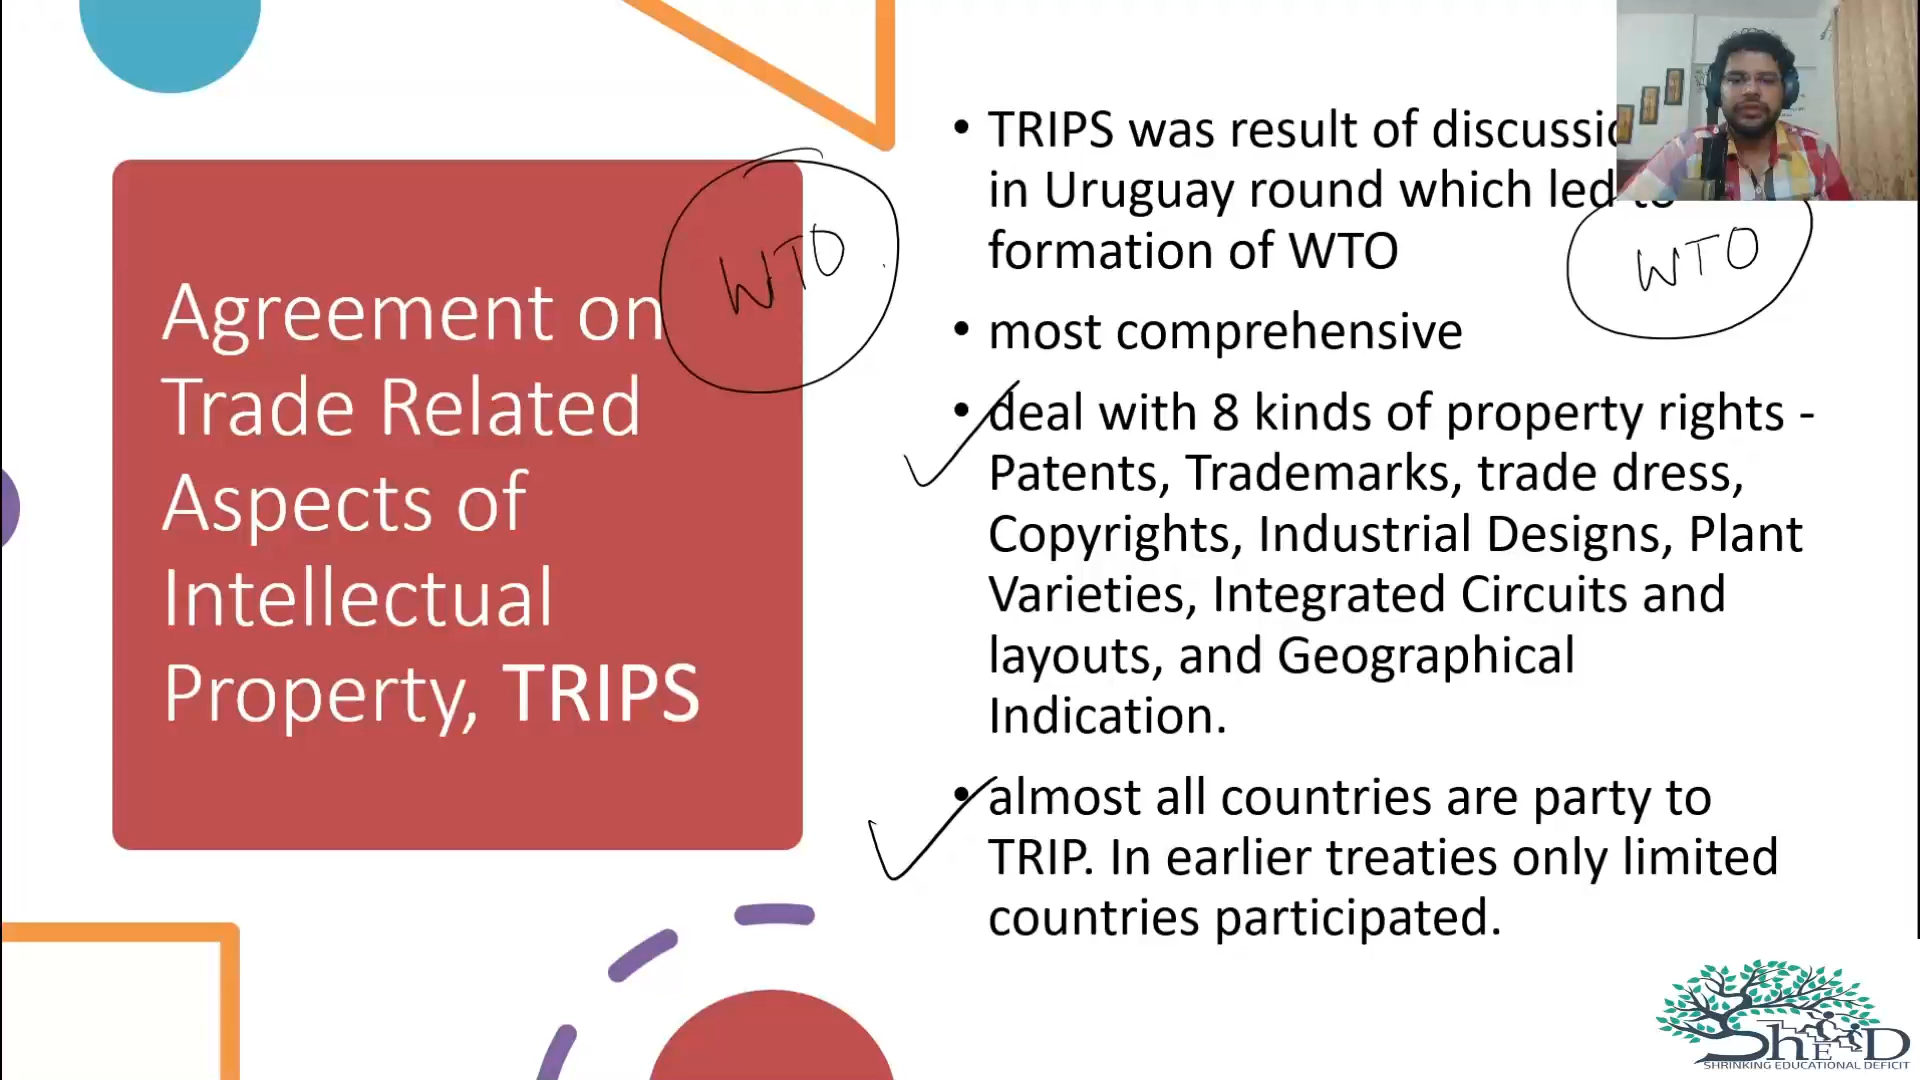 Agreement on
Trade Related
Aspects of
Intellectual
Property, TRIPS
WTO
• TRIPS was result of
in Uruguay round which led to
formation of WTO
WTO
• most comprehensive
• deal with 8 kinds of property rights -
Patents, Trademarks, trade dress,
Copyrights, Industrial Designs, Plant
Varieties, Integrated Circuits and
layouts, and Geographical
Indication.
• almost all countries are party to
TRIP. In earlier treaties only limited
countries participated.
ShED
SHRINKING EDUCATIONAL DEFICIT